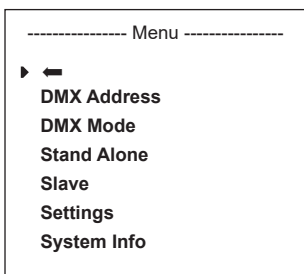 ---------------- Menu ----------------
▶ ⬅
DMX Address
DMX Mode
Stand Alone
Slave
Settings
System Info